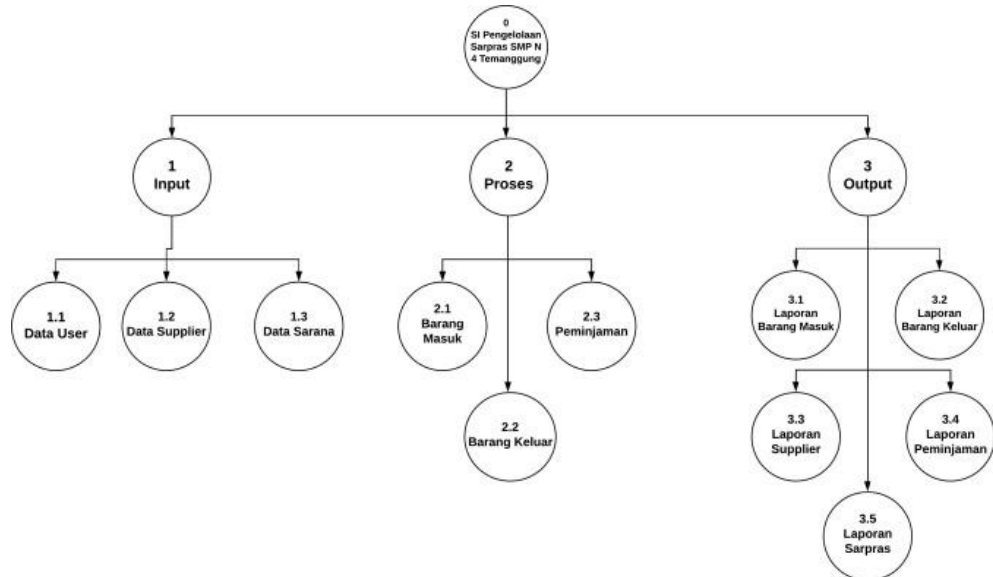 0
SI Pengelolaan
Sarpras SMP N
4 Temanggung
1
Input
2
Proses
3
Output
1.1
Data User
1.2
Data Supplier
1.3
Data Sarana
2.1
Barang
Masuk
2.3
Peminjaman
2.2
Barang Keluar
3.1
Laporan
Barang Masuk
3.2
Laporan
Barang Keluar
3.3
Laporan
Supplier
3.4
Laporan
Peminjaman
3.5
Laporan
Sarpras